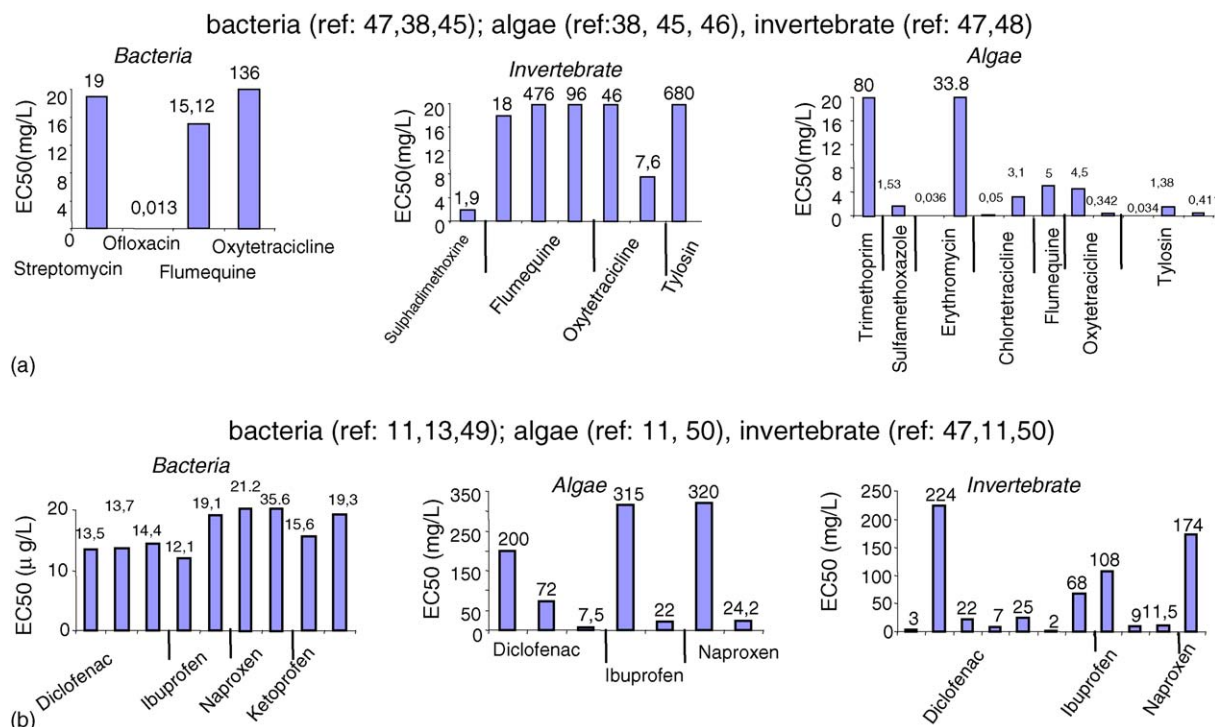 bacteria (ref: 47,38,45); algae (ref:38, 45, 46), invertebrate (ref: 47,48)
Bacteria
EC50(mg/L)
20
16
12
8
4
0
19
0,013
15,12
136
Streptomycin
Ofloxacin
Flumequine
Oxytetracicline
Invertebrate
EC50(mg/L)
20
16
12
8
4
0
1,9
18
476
96
46
7,6
680
Sulphadimethoxine
Flumequine
Oxytetracicline
Tylosin
Algae
EC50(mg/L)
20
16
12
8
4
0
80
1,53
0,036
33.8
0,05
3,1
5
4,5
0,342
0,034
1,38
0,411
Trimethoprim
Sulfamethoxazole
Erythromycin
Chlortetracicline
Flumequine
Oxytetracicline
Tylosin
(a)
bacteria (ref: 11,13,49); algae (ref: 11, 50), invertebrate (ref: 47,11,50)
Bacteria
EC50 (μ g/L)
20
10
0
13,5
13,7
14,4
12,1
19,1
21.2
35.6
15,6
19,3
Diclofenac
Ibuprofen
Naproxen
Ketoprofen
Algae
EC50 (mg/L)
350
250
150
50
0
200
72
7,5
315
22
320
24,2
Diclofenac
Ibuprofen
Naproxen
Invertebrate
EC50 (mg/L)
250
200
150
100
50
0
3
224
22
7
25
2
68
108
9
11,5
174
Diclofenac
Ibuprofen
Naproxen
(b)